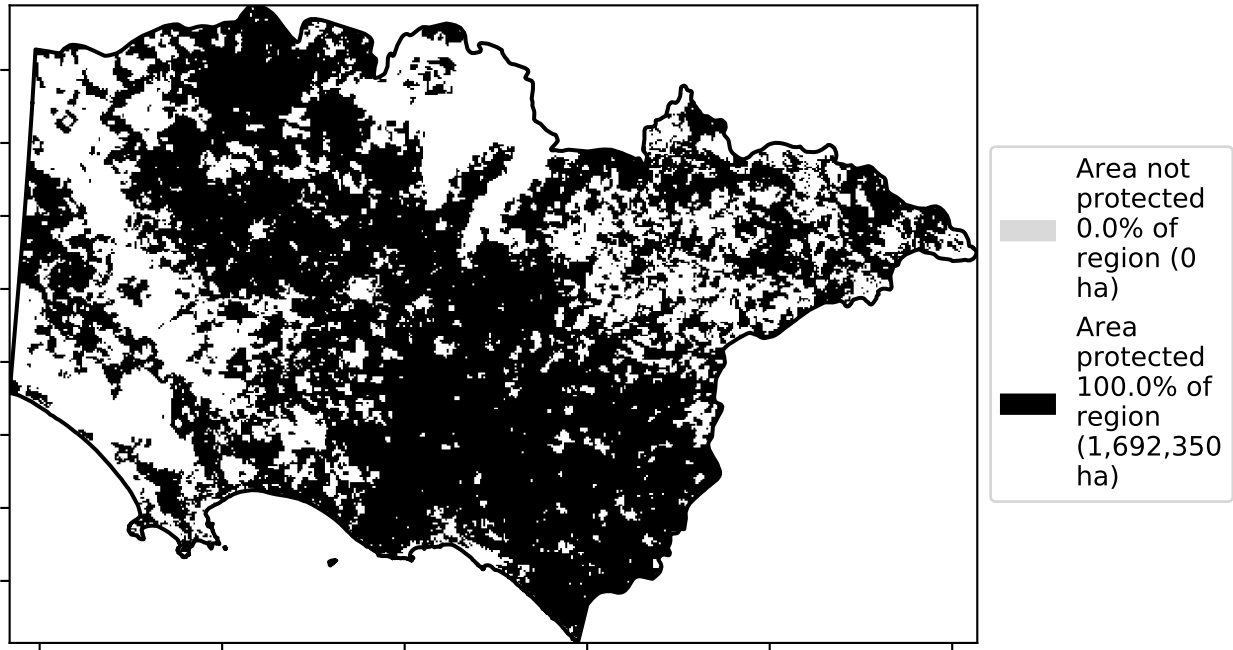 Area not
protected
0.0% of
region (0
ha)
Area
protected
100.0% of
region
(1,692,350
ha)